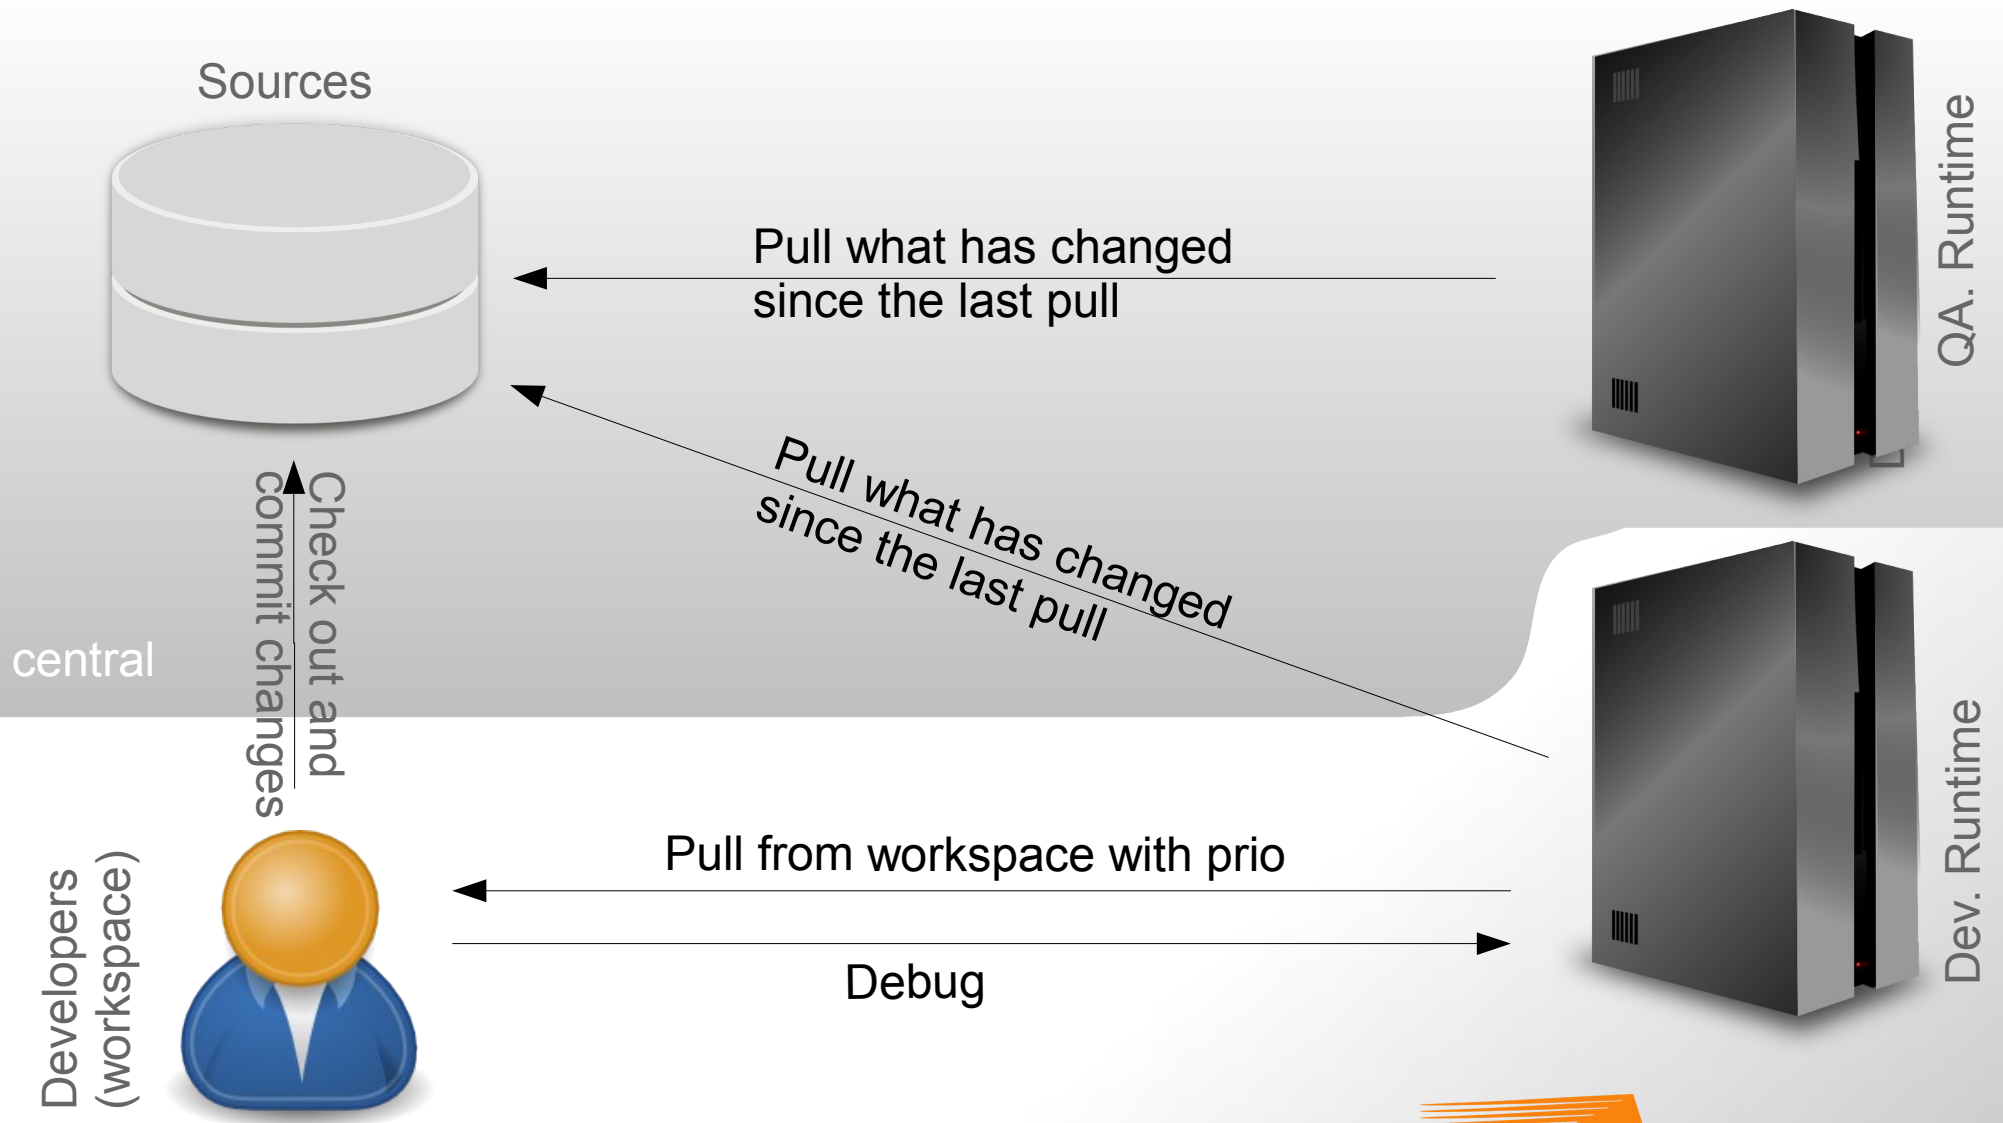 Sources
QA. Runtime
Pull what has changed
since the last pull
Pull what has changed
since the last pull
Check out and
commit changes
central
Pull from workspace with prio
Debug
Developers
(workspace)
Dev. Runtime